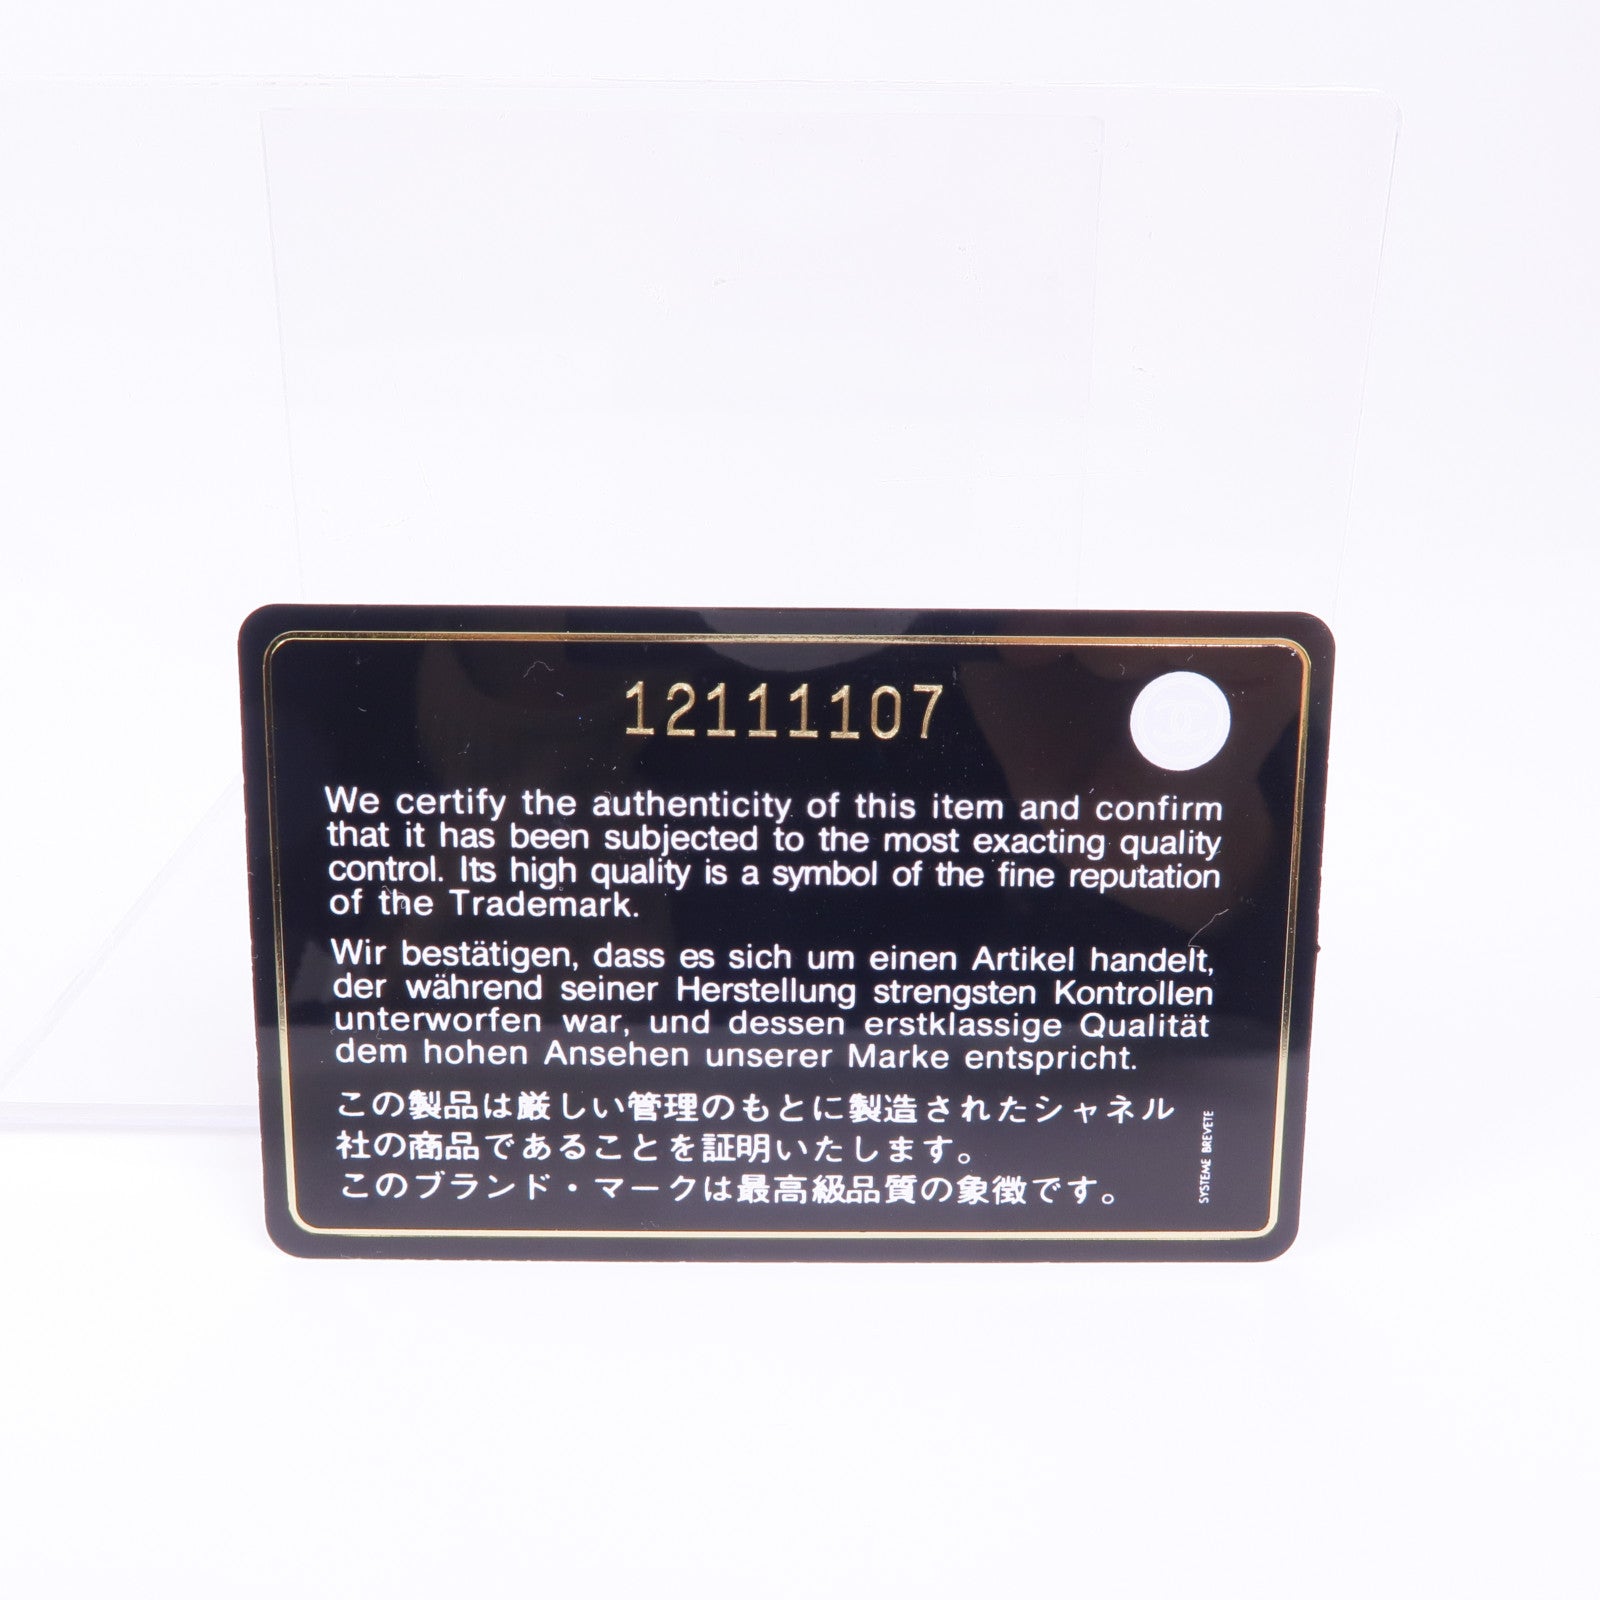 12111107
We certify the authenticity of this item and confirm
that it has been subjected to the most exacting quality
control. Its high quality is a symbol of the fine reputation
of the Trademark.
Wir bestätigen, dass es sich um einen Artikel handelt,
der während seiner Herstellung strengsten Kontrollen
unterworfen war, und dessen erstklassige Qualität
dem hohen Ansehen unserer Marke entspricht.
この製品は厳しい管理のもとに製造されたシャネル
社の商品であることを証明いたします。
このブランド・マークは最高級品質の象徴です。
SYSTEME BREVETE